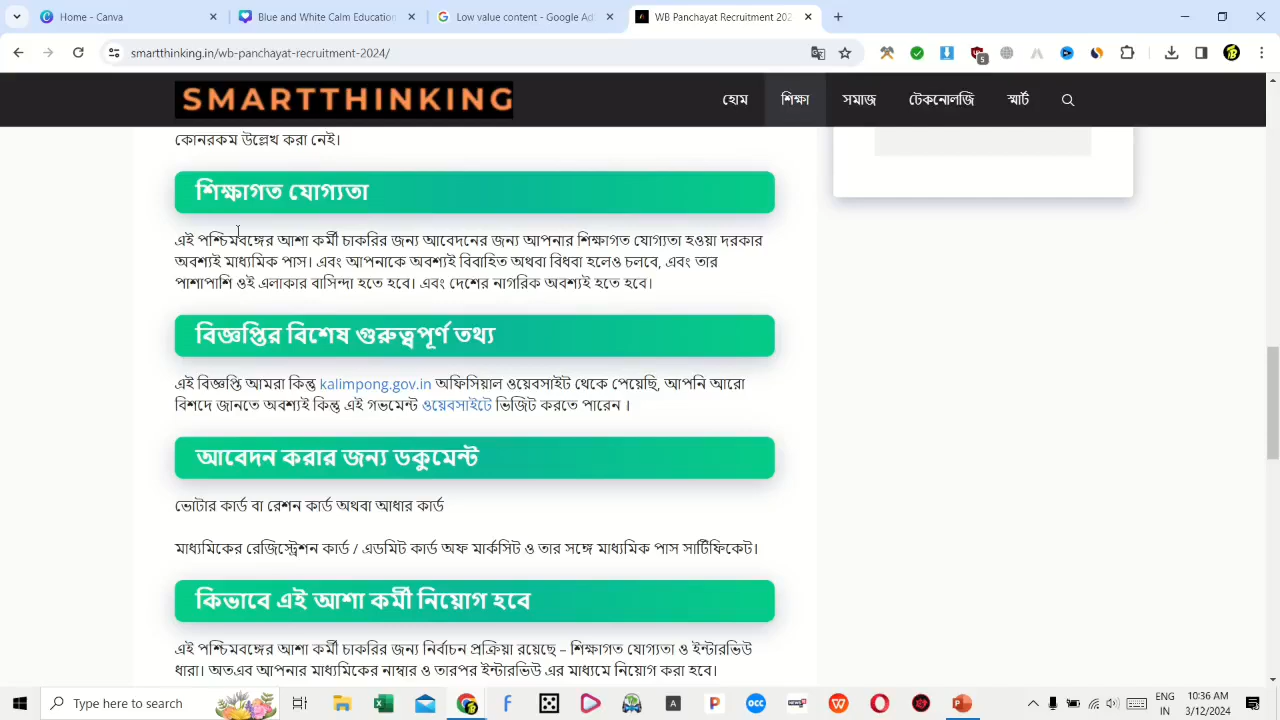 Home - Canva
Blue and White Calm Education
Low value content - Google Ad
WB Panchayat Recruitment 202
smartthinking.in/wb-panchayat-recruitment-2024/
SMARTTHINKING
হোম
শিক্ষা
সমাজ
টেকনোলজি
স্মার্ট
কোনরকম উল্লেখ করা নেই।
শিক্ষাগত যোগ্যতা
এই পশ্চিমবঙ্গের আশা কর্মী চাকরির জন্য আবেদনের জন্য আপনার শিক্ষাগত যোগ্যতা হওয়া দরকার
অবশ্যই মাধ্যমিক পাস। এবং আপনাকে অবশ্যই বিবাহিত অথবা বিধবা হলেও চলবে, এবং তার
পাশাপাশি ওই এলাকার বাসিন্দা হতে হবে। এবং দেশের নাগরিক অবশ্যই হতে হবে।
বিজ্ঞপ্তির বিশেষ গুরুত্বপূর্ণ তথ্য
এই বিজ্ঞপ্তি আমরা কিন্তু kalimpong.gov.in অফিসিয়াল ওয়েবসাইট থেকে পেয়েছি, আপনি আরো
বিশদে জানতে অবশ্যই কিন্তু এই গভমেন্ট ওয়েবসাইটে ভিজিট করতে পারেন ।
আবেদন করার জন্য ডকুমেন্ট
ভোটার কার্ড বা রেশন কার্ড অথবা আধার কার্ড
মাধ্যমিকের রেজিস্ট্রেশন কার্ড / এডমিট কার্ড অফ মার্কসিট ও তার সঙ্গে মাধ্যমিক পাস সার্টিফিকেট।
কিভাবে এই আশা কর্মী নিয়োগ হবে
এই পশ্চিমবঙ্গের আশা কর্মী চাকরির জন্য নির্বাচন প্রক্রিয়া রয়েছে – শিক্ষাগত যোগ্যতা ও ইন্টারভিউ
ধারা। অতএব আপনার মাধ্যমিকের নাম্বার ও তারপর ইন্টারভিউ এর মাধ্যমে নিয়োগ করা হবে।
Type here to search
ENG
IN
10:36 AM
3/12/2024